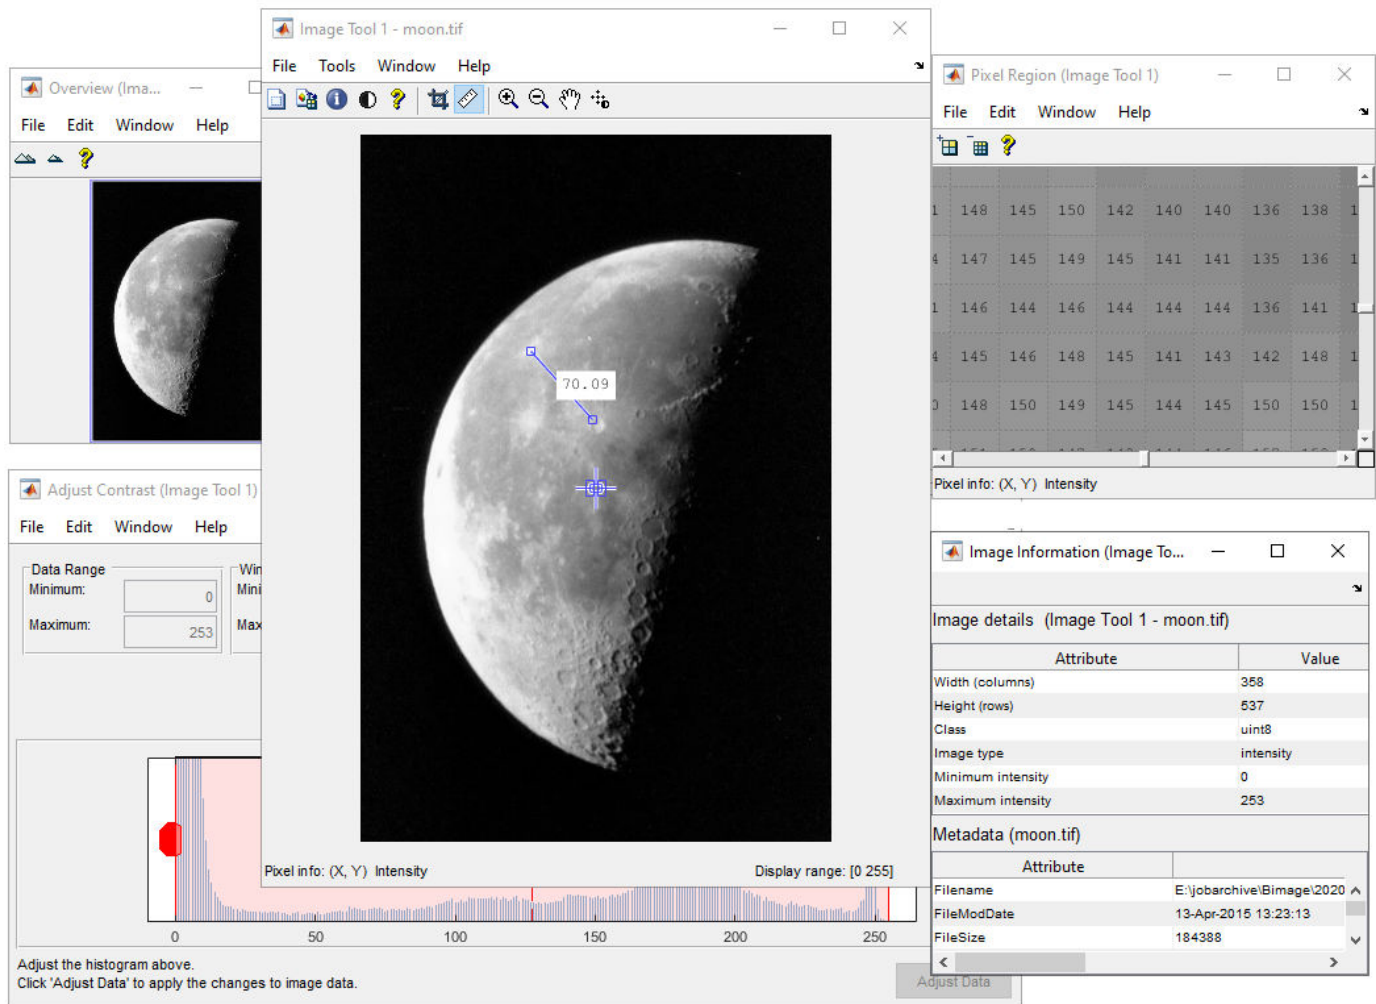 Image Tool 1 - moon.tif
File Tools Window Help
70.09
Pixel info: (X, Y) Intensity
Display range: [0 255]
Overview (Ima...
File Edit Window Help
Pixel Region (Image Tool 1)
File Edit Window Help
148 145 150 142 140 140 136 138 1
147 145 149 145 141 141 135 136 1
146 144 146 144 144 144 136 141 1
145 146 148 145 141 143 142 148
148 150 149 145 144 145 150 150 1
Pixel info: (X, Y) Intensity
Adjust Contrast (Image Tool 1)
File Edit Window Help
Data Range
Minimum: 0
Maximum: 253
Image Information (Image To...
Image details (Image Tool 1 - moon.tif)
Attribute Value
Width (columns) 358
Height (rows) 537
Class uint8
Image type intensity
Minimum intensity 0
Maximum intensity 253
Metadata (moon.tif)
Attribute
Filename E:\jobarchive\Bimage\2020
FileModDate 13-Apr-2015 13:23:13
FileSize 184388
0 50 100 150 200 250
Adjust the histogram above.
Click 'Adjust Data' to apply the changes to image data.
Adjust Data